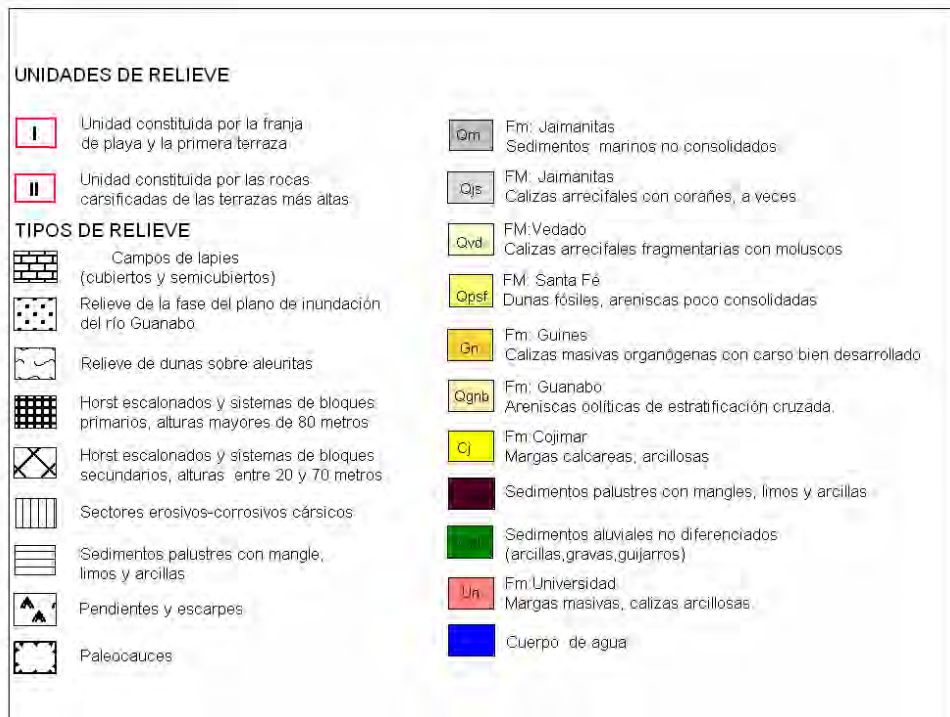 UNIDADES DE RELIEVE
I
Unidad constituida por la franja
de playa y la primera terraza
II
Unidad constituida por las rocas
carsificadas de las terrazas más altas
TIPOS DE RELIEVE
Campos de lapies
(cubiertos y semicubiertos)
Relieve de la fase del plano de inundación
del río Guanabo
Relieve de dunas sobre aleuritas
Horst escalonados y sistemas de bloques
primarios, alturas mayores de 80 metros
Horst escalonados y sistemas de bloques
secundarios, alturas entre 20 y 70 metros
Sectores erosivos-corrosivos cársicos
Sedimentos palustres con mangle,
limos y arcillas
Pendientes y escarpes
Paleocauces
Qm
Fm: Jaimanitas
Sedimentos marinos no consolidados
Qjs
FM: Jaimanitas
Calizas arrecifales con corañes, a veces
Qvd
FM:Vedado
Calizas arrecifales fragmentarias con moluscos
Qpsf
FM: Santa Fé
Dunas fósiles, areniscas poco consolidadas
Gn
Fm: Guines
Calizas masivas organógenas con carso bien desarrollado
Qgnb
Fm: Guanabo
Areniscas oolíticas de estratificación cruzada.
Cj
Fm:Cojimar
Margas calcareas, arcillosas
Sedimentos palustres con mangles, limos y arcillas
Sedimentos aluviales no diferenciados
(arcillas,gravas,guijarros)
Un
Fm:Universidad
Margas masivas, calizas arcillosas
Cuerpo de agua